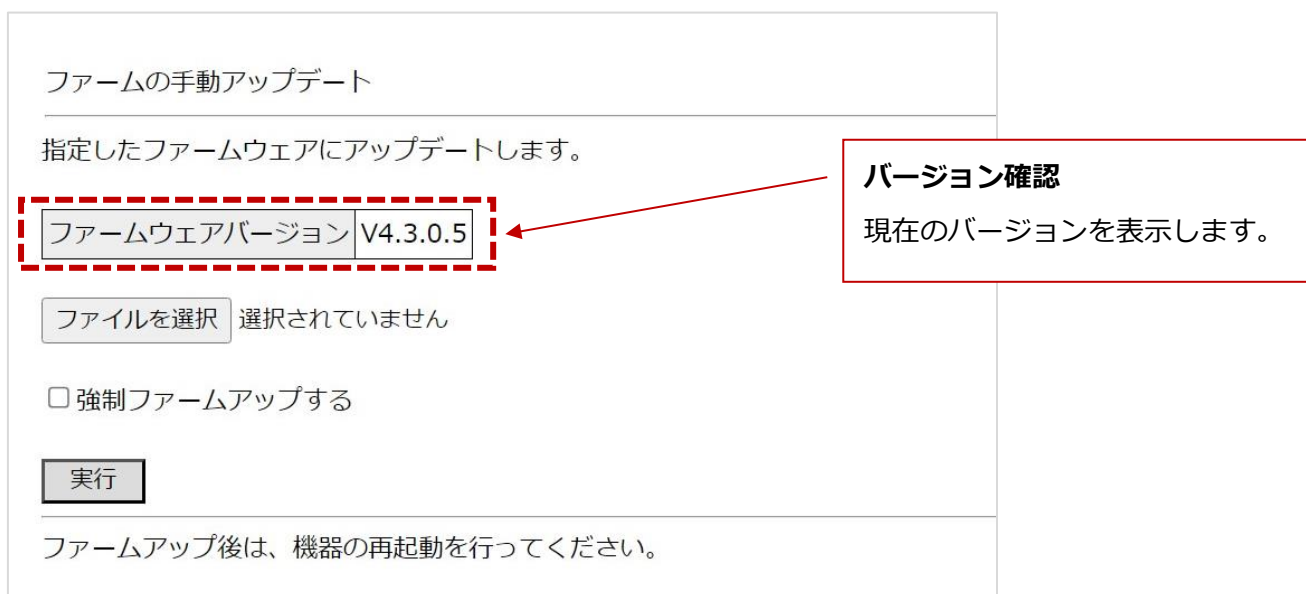 ファームの手動アップデート
指定したファームウェアにアップデートします。
バージョン確認
現在のバージョンを表示します。
ファームウェアバージョン V4.3.0.5
ファイルを選択 選択されていません
強制ファームアップする
実行
ファームアップ後は、機器の再起動を行ってください。